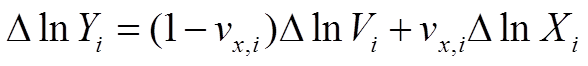 Δ ln Y_i = (1 − v_{x,i})Δ ln V_i + v_{x,i}Δ ln X_i